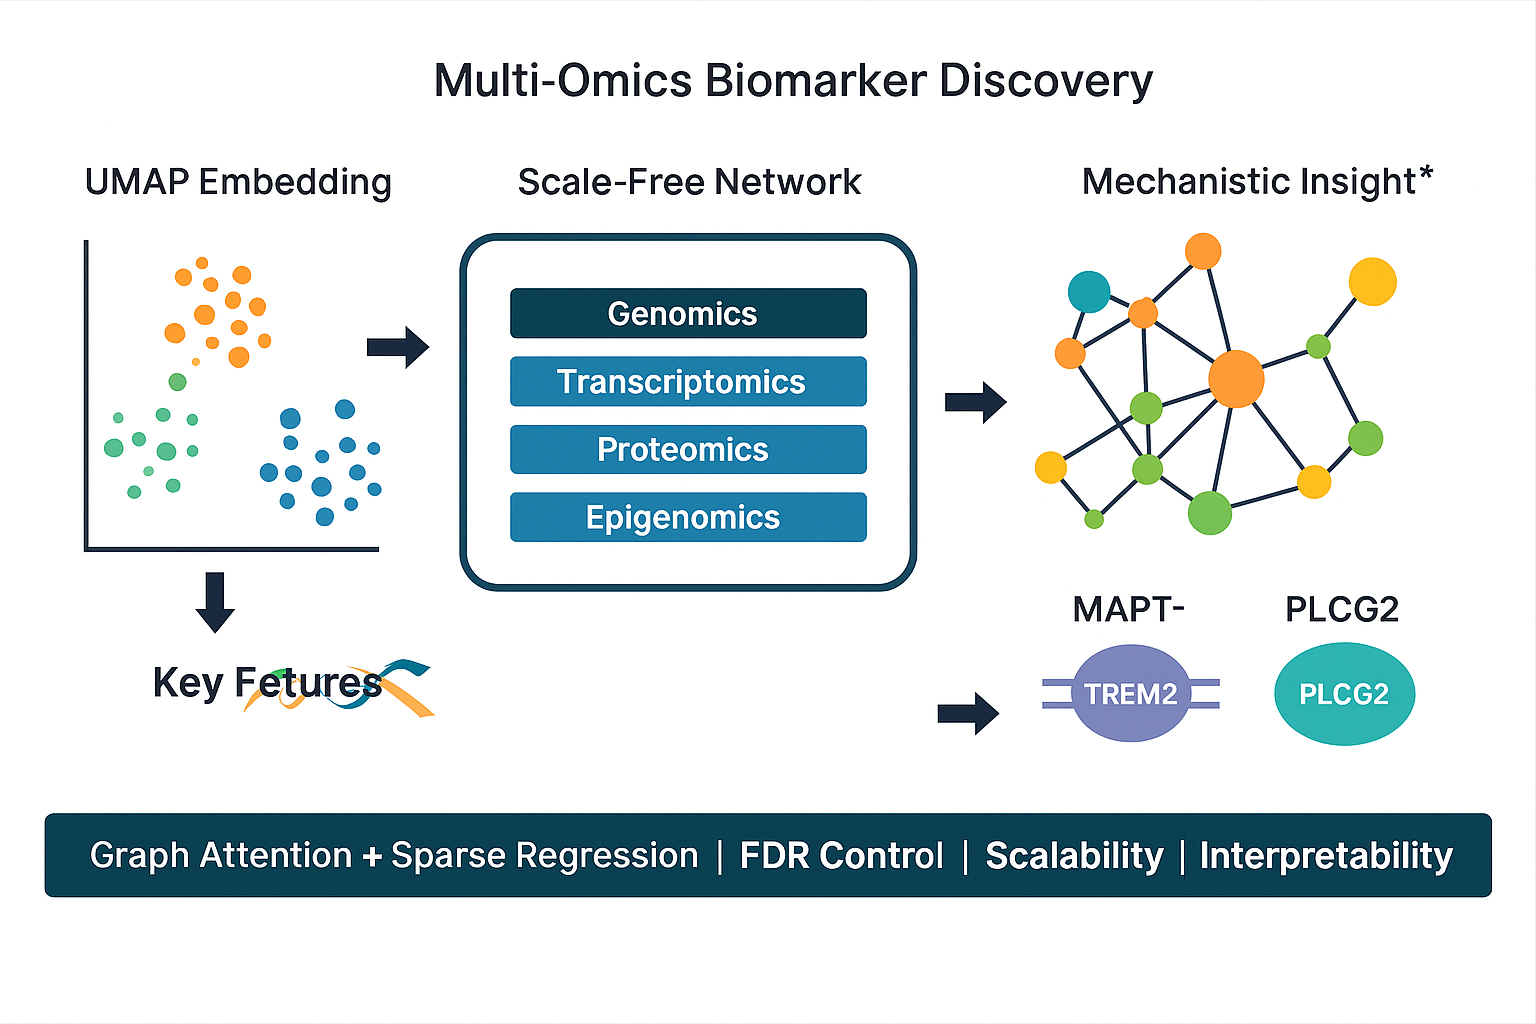 Multi-Omics Biomarker Discovery
UMAP Embedding
Scale-Free Network
Mechanistic Insight*
Genomics
Transcriptomics
Proteomics
Epigenomics
Key Fetures
MAPT-
PLCG2
TREM2
PLCG2
Graph Attention + Sparse Regression | FDR Control | Scalability | Interpretability